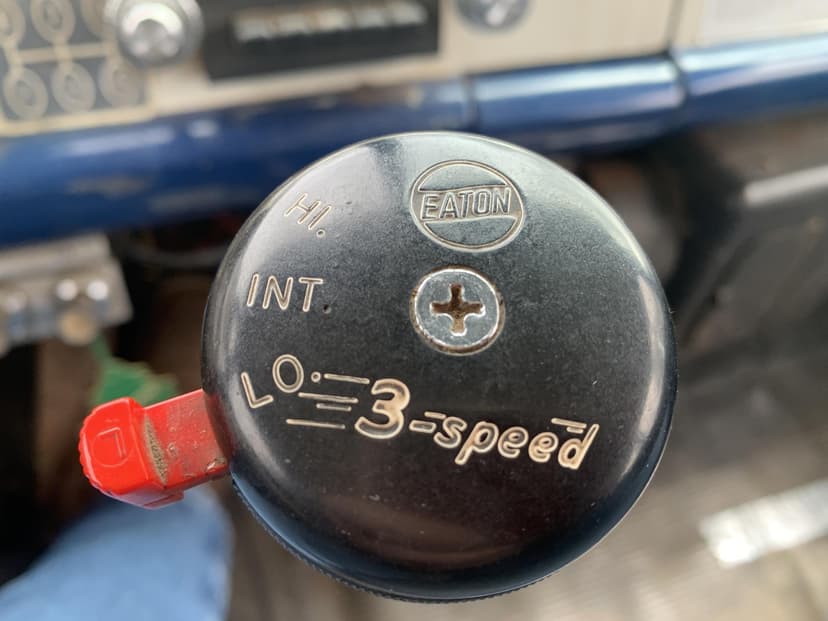 EATON
HI.
INT.
LO.
3-speed